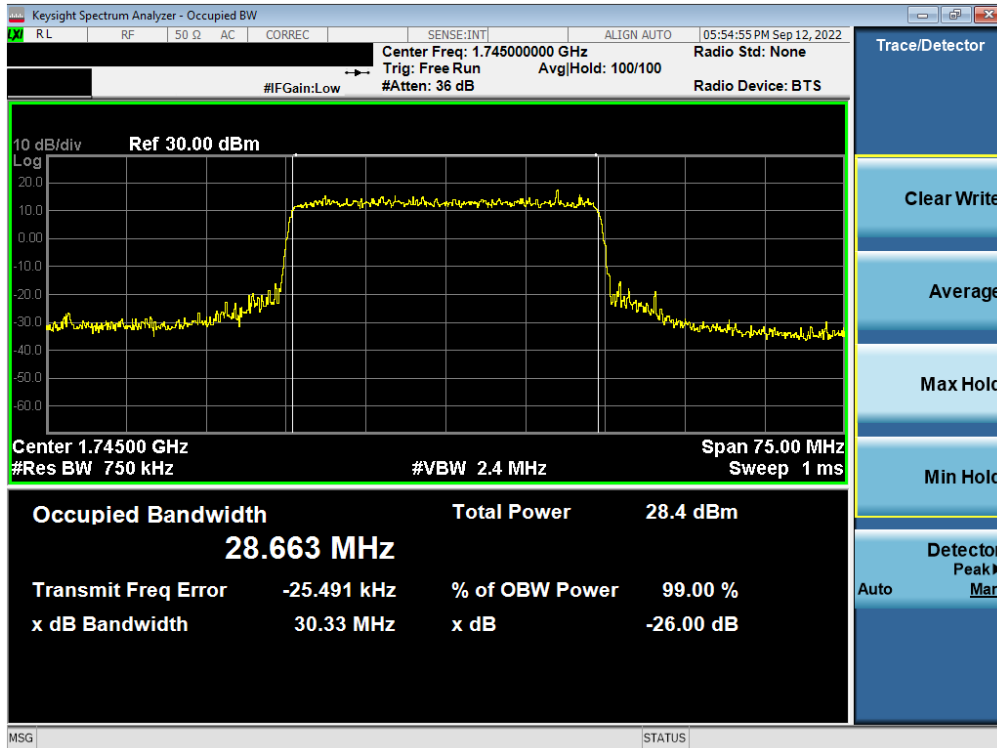 Keysight Spectrum Analyzer - Occupied BW
LXI RL RF 50 Ω AC CORREC SENSE:INT ALIGN AUTO 05:54:55 PM Sep 12, 2022
Center Freq: 1.745000000 GHz Radio Std: None
Trig: Free Run Avg|Hold: 100/100
#IFGain:Low #Atten: 36 dB Radio Device: BTS
Trace/Detector
10 dB/div Ref 30.00 dBm
Log
20.0
10.0
0.00
-10.0
-20.0
-30.0
-40.0
-50.0
-60.0
Center 1.74500 GHz Span 75.00 MHz
#Res BW 750 kHz #VBW 2.4 MHz Sweep 1 ms
Occupied Bandwidth Total Power 28.4 dBm
28.663 MHz
Transmit Freq Error -25.491 kHz % of OBW Power 99.00 %
x dB Bandwidth 30.33 MHz x dB -26.00 dB
Clear Write
Average
Max Hold
Min Hold
Detector
Peak
Auto Man
MSG STATUS